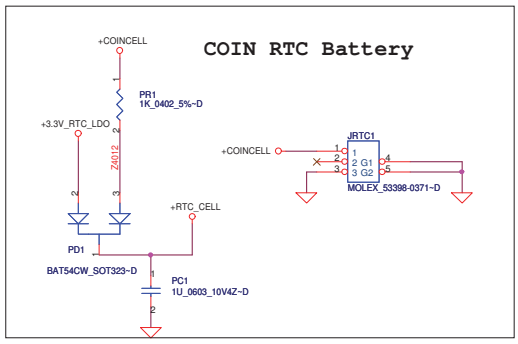 COIN RTC Battery
+COINCELL
1
PR1
1K_0402_5%~D
2
+3.3V_RTC_LDO
Z4012
2
3
+RTC_CELL
PD1
1
BAT54CW_SOT323~D
1
PC1
1U_0603_10V4Z~D
2
JRTC1
+COINCELL
1 1
2 2 G1 4
3 3 G2 5
MOLEX_53398-0371~D